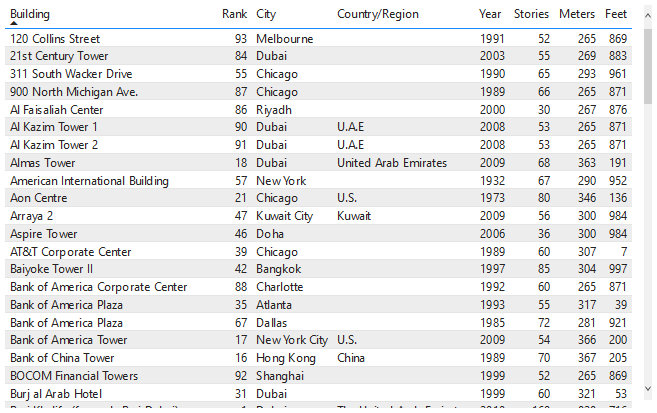 Building Rank City Country/Region Year Stories Meters Feet
120 Collins Street 93 Melbourne 1991 52 265 869
21st Century Tower 84 Dubai 2003 55 269 883
311 South Wacker Drive 55 Chicago 1990 65 293 961
900 North Michigan Ave. 87 Chicago 1989 66 265 871
Al Faisaliah Center 86 Riyadh 2000 30 267 876
Al Kazim Tower 1 90 Dubai U.A.E 2008 53 265 871
Al Kazim Tower 2 91 Dubai U.A.E 2008 53 265 871
Almas Tower 18 Dubai United Arab Emirates 2009 68 363 191
American International Building 57 New York 1932 67 290 952
Aon Centre 21 Chicago U.S. 1973 80 346 136
Arraya 2 47 Kuwait City Kuwait 2009 56 300 984
Aspire Tower 46 Doha 2006 36 300 984
AT&T Corporate Center 39 Chicago 1989 60 307 7
Baiyoke Tower II 42 Bangkok 1997 85 304 997
Bank of America Corporate Center 88 Charlotte 1992 60 265 871
Bank of America Plaza 35 Atlanta 1993 55 317 39
Bank of America Plaza 67 Dallas 1985 72 281 921
Bank of America Tower 17 New York City U.S. 2009 54 366 200
Bank of China Tower 16 Hong Kong China 1989 70 367 205
BOCOM Financial Towers 92 Shanghai 1999 52 265 869
Burj al Arab Hotel 31 Dubai 1999 60 321 53